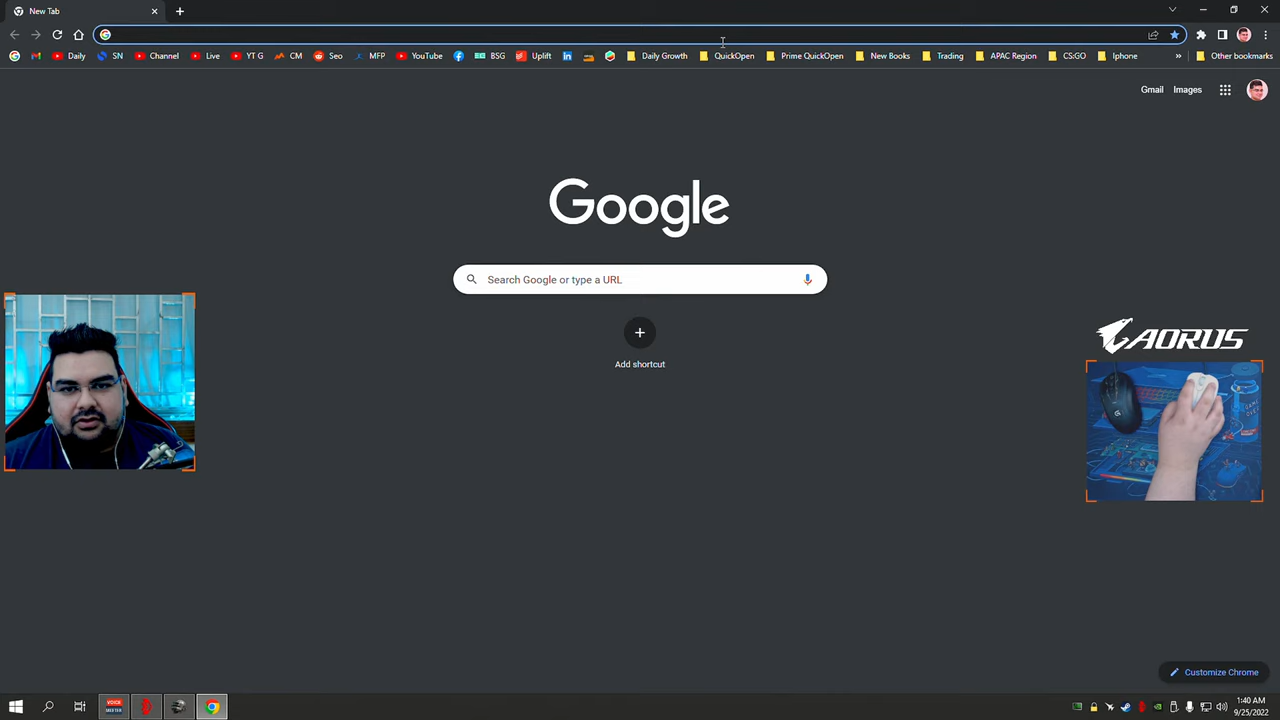 New Tab
Daily SN Channel Live YT G CM Seo MFP YouTube BSG Uplift Daily Growth QuickOpen Prime QuickOpen New Books Trading APAC Region CS:GO Iphone » Other bookmarks
Gmail Images
Google
Search Google or type a URL
Add shortcut
AORUS
Customize Chrome
VOICE
MEETER
1:40 AM
9/25/2022